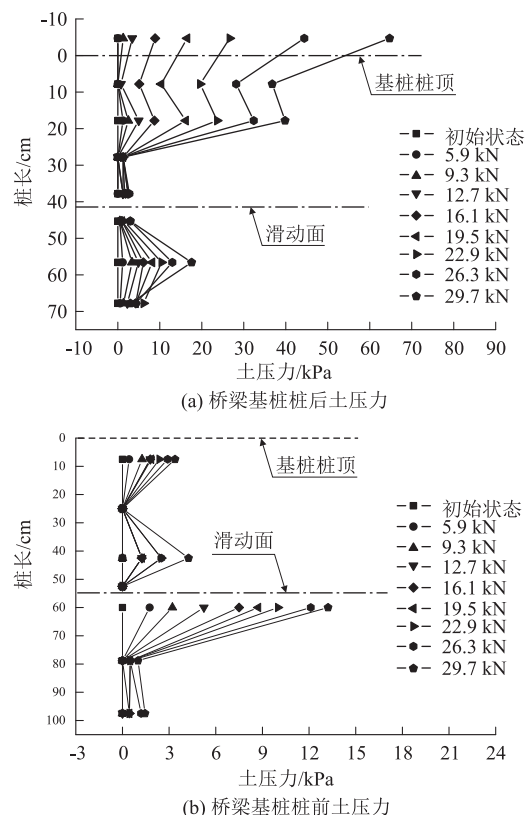 -10
0
10
20
30
40
50
60
70
桩长/cm
基桩桩顶
滑动面
初始状态
5.9 kN
9.3 kN
12.7 kN
16.1 kN
19.5 kN
22.9 kN
26.3 kN
29.7 kN
-10 0 10 20 30 40 50 60 70 80 90
土压力/kPa
(a) 桥梁基桩桩后土压力
0
10
20
30
40
50
60
70
80
90
100
桩长/cm
基桩桩顶
滑动面
初始状态
5.9 kN
9.3 kN
12.7 kN
16.1 kN
19.5 kN
22.9 kN
26.3 kN
29.7 kN
-3 0 3 6 9 12 15 18 21 24
土压力/kPa
(b) 桥梁基桩桩前土压力